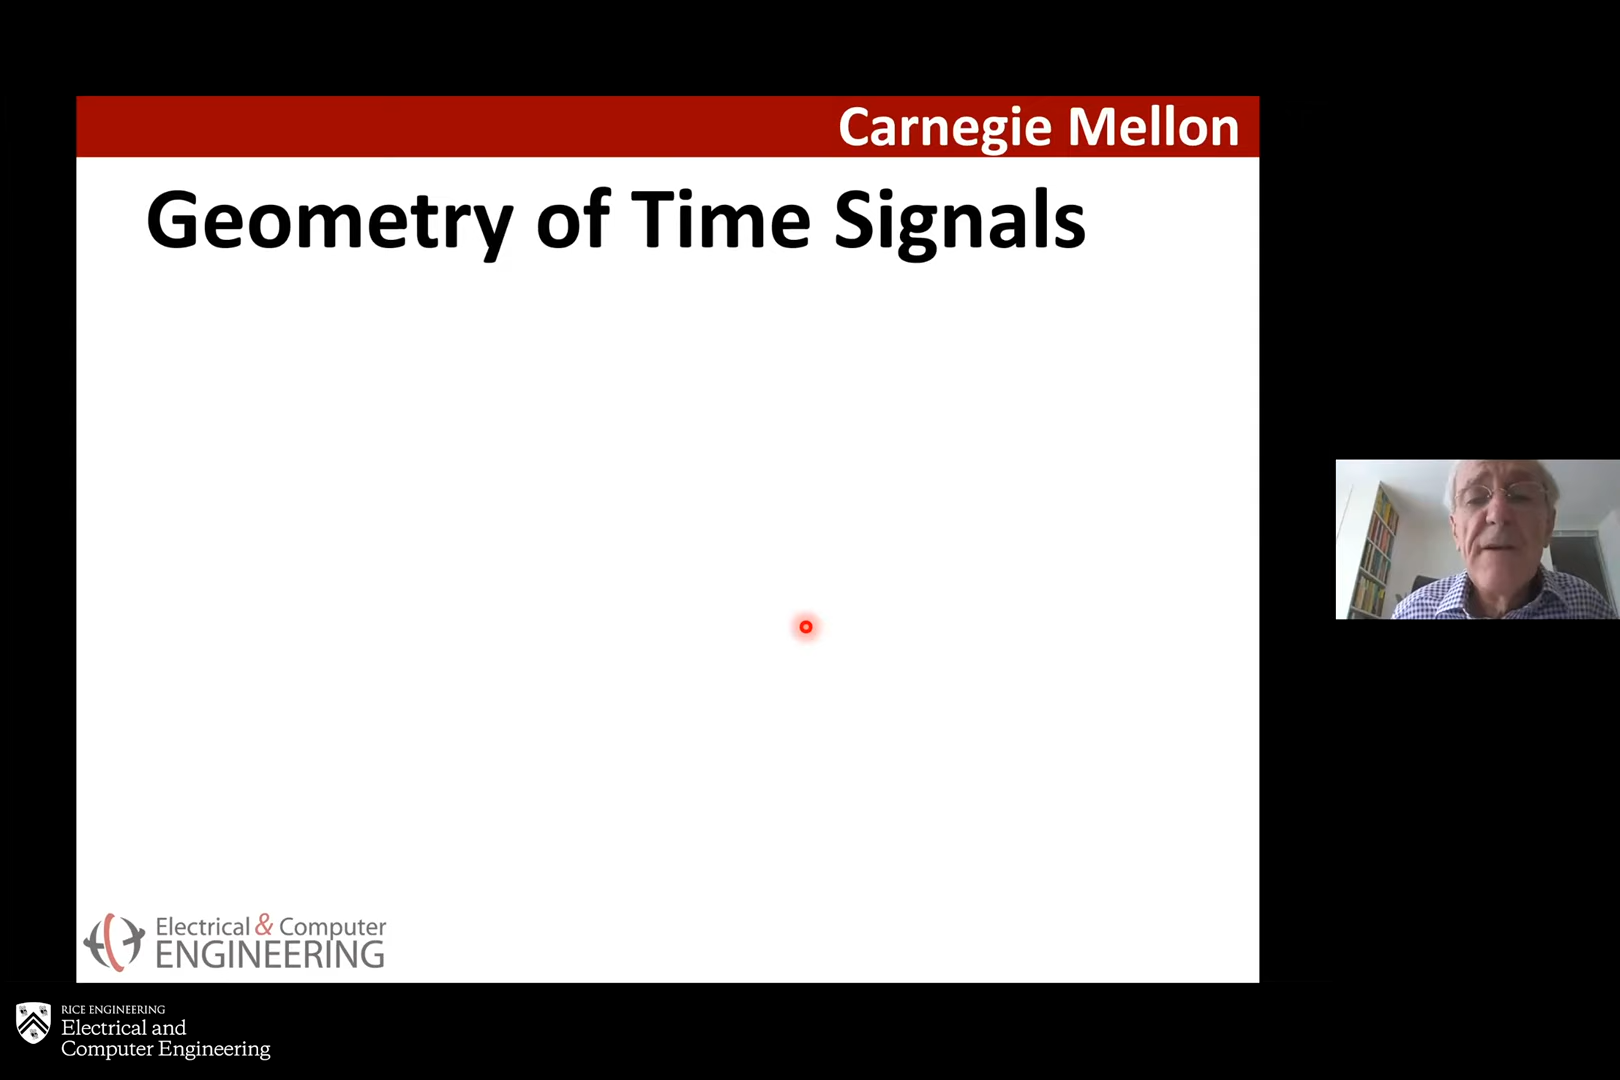 Carnegie Mellon
Geometry of Time Signals
Electrical & Computer
ENGINEERING
RICE ENGINEERING
Electrical and
Computer Engineering